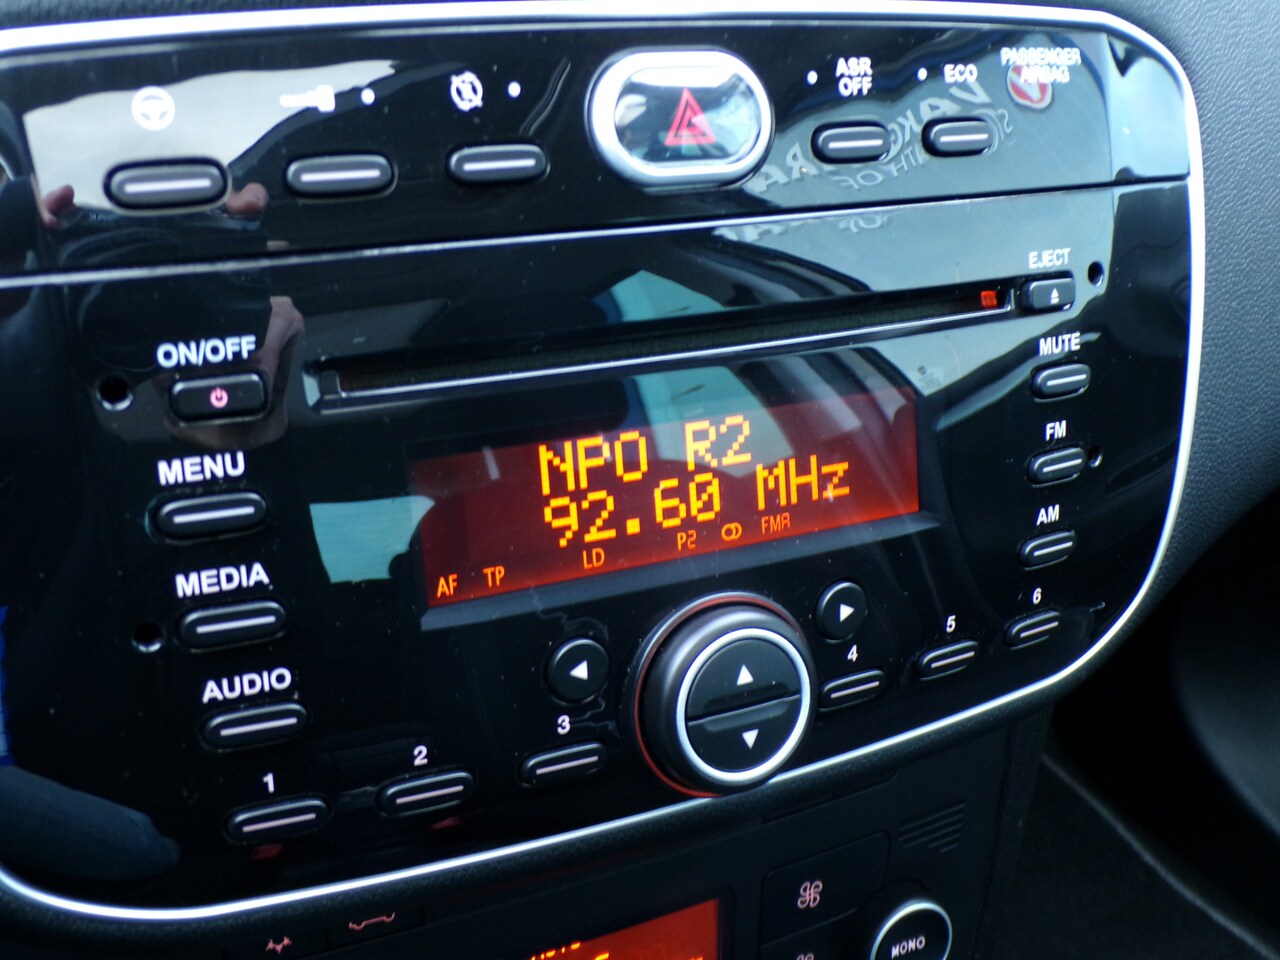 ASR
OFF
ECO
PASSENGER
AIRBAG
EJECT
ON/OFF
MUTE
NPO R2
92.60 MHz
AF TP LD P2 FMA
MENU
FM
MEDIA
AM
AUDIO
1
2
3
4
5
6
MONO